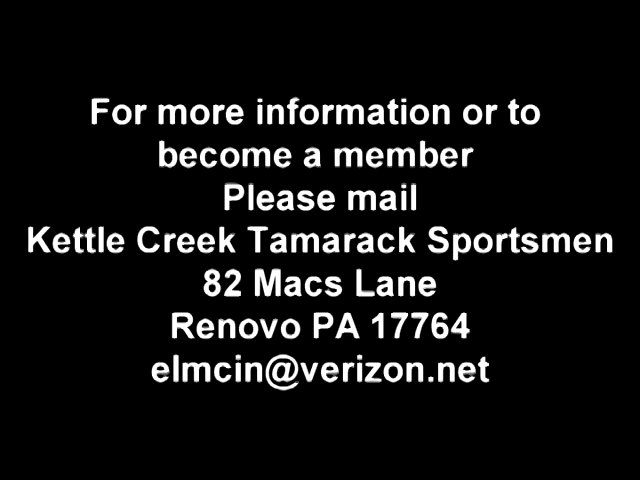 For more information or to
become a member
Please mail
Kettle Creek Tamarack Sportsmen
82 Macs Lane
Renovo PA 17764
elmcin@verizon.net